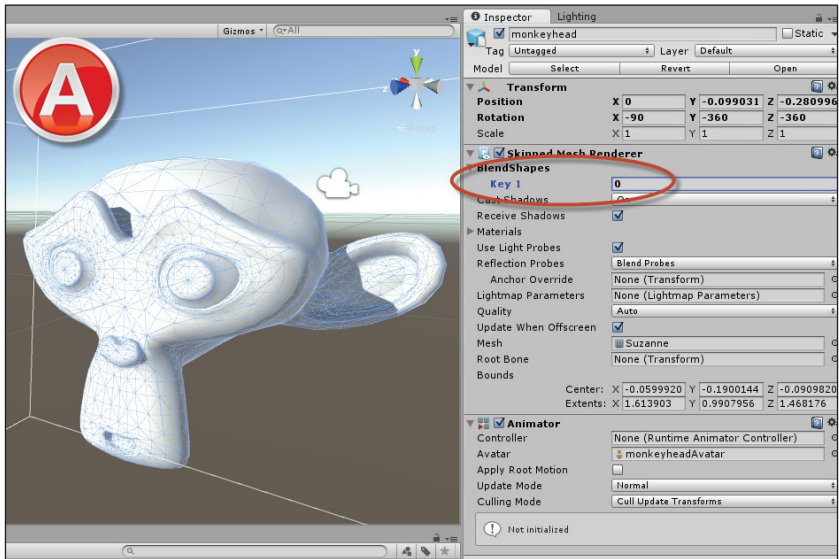 Gizmos
All
A
y
z
Persp
Inspector Lighting
monkeyhead Static
Tag Untagged Layer Default
Model Select Revert Open
Transform
Position X 0 Y -0.099031 Z -0.280996
Rotation X -90 Y -360 Z -360
Scale X 1 Y 1 Z 1
Skinned Mesh Renderer
BlendShapes
Key 1 0
Cast Shadows On
Receive Shadows
Materials
Use Light Probes
Reflection Probes Blend Probes
Anchor Override None (Transform)
Lightmap Parameters None (Lightmap Parameters)
Quality Auto
Update When Offscreen
Mesh Suzanne
Root Bone None (Transform)
Bounds
Center: X -0.0599920 Y -0.1900144 Z -0.0909820
Extents: X 1.613903 Y 0.9907956 Z 1.468176
Animator
Controller None (Runtime Animator Controller)
Avatar monkeyheadAvatar
Apply Root Motion
Update Mode Normal
Culling Mode Cull Update Transforms
Not initialized